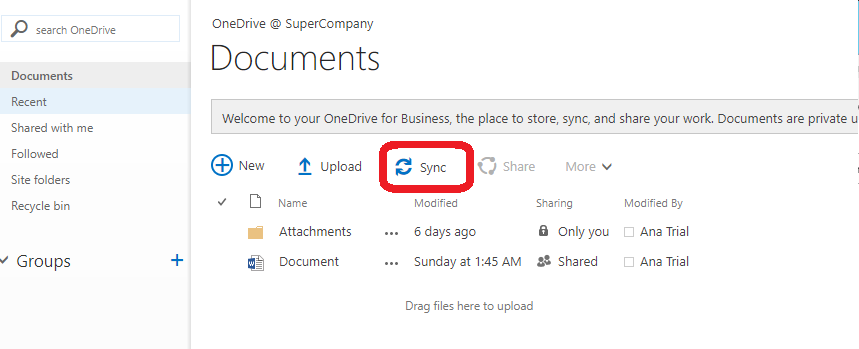 search OneDrive
Documents
Recent
Shared with me
Followed
Site folders
Recycle bin
Groups
OneDrive @ SuperCompany
Documents
Welcome to your OneDrive for Business, the place to store, sync, and share your work. Documents are private u
New Upload Sync Share More
Name Modified Sharing Modified By
Attachments ... 6 days ago Only you Ana Trial
Document ... Sunday at 1:45 AM Shared Ana Trial
Drag files here to upload